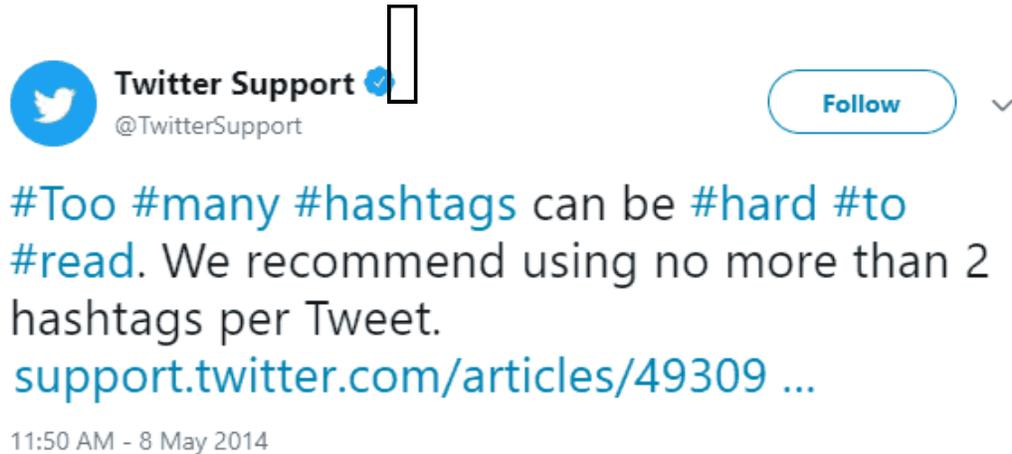 Twitter Support
@TwitterSupport
Follow
#Too #many #hashtags can be #hard #to
#read. We recommend using no more than 2
hashtags per Tweet.
support.twitter.com/articles/49309 ...
11:50 AM - 8 May 2014